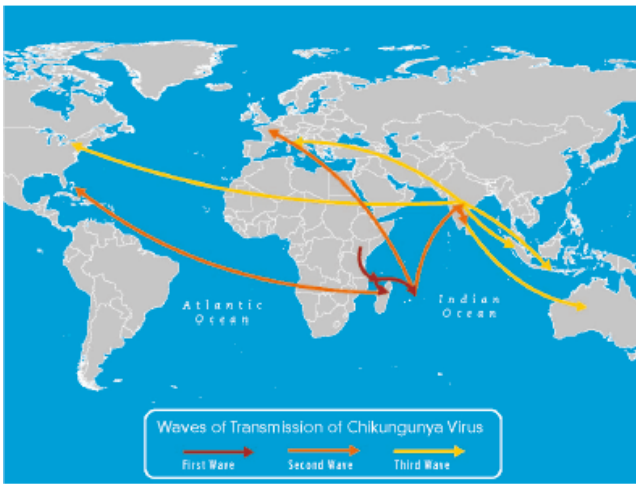 Atlantic
Ocean
Indian
Ocean
Waves of Transmission of Chikungunya Virus
First Wave
Second Wave
Third Wave